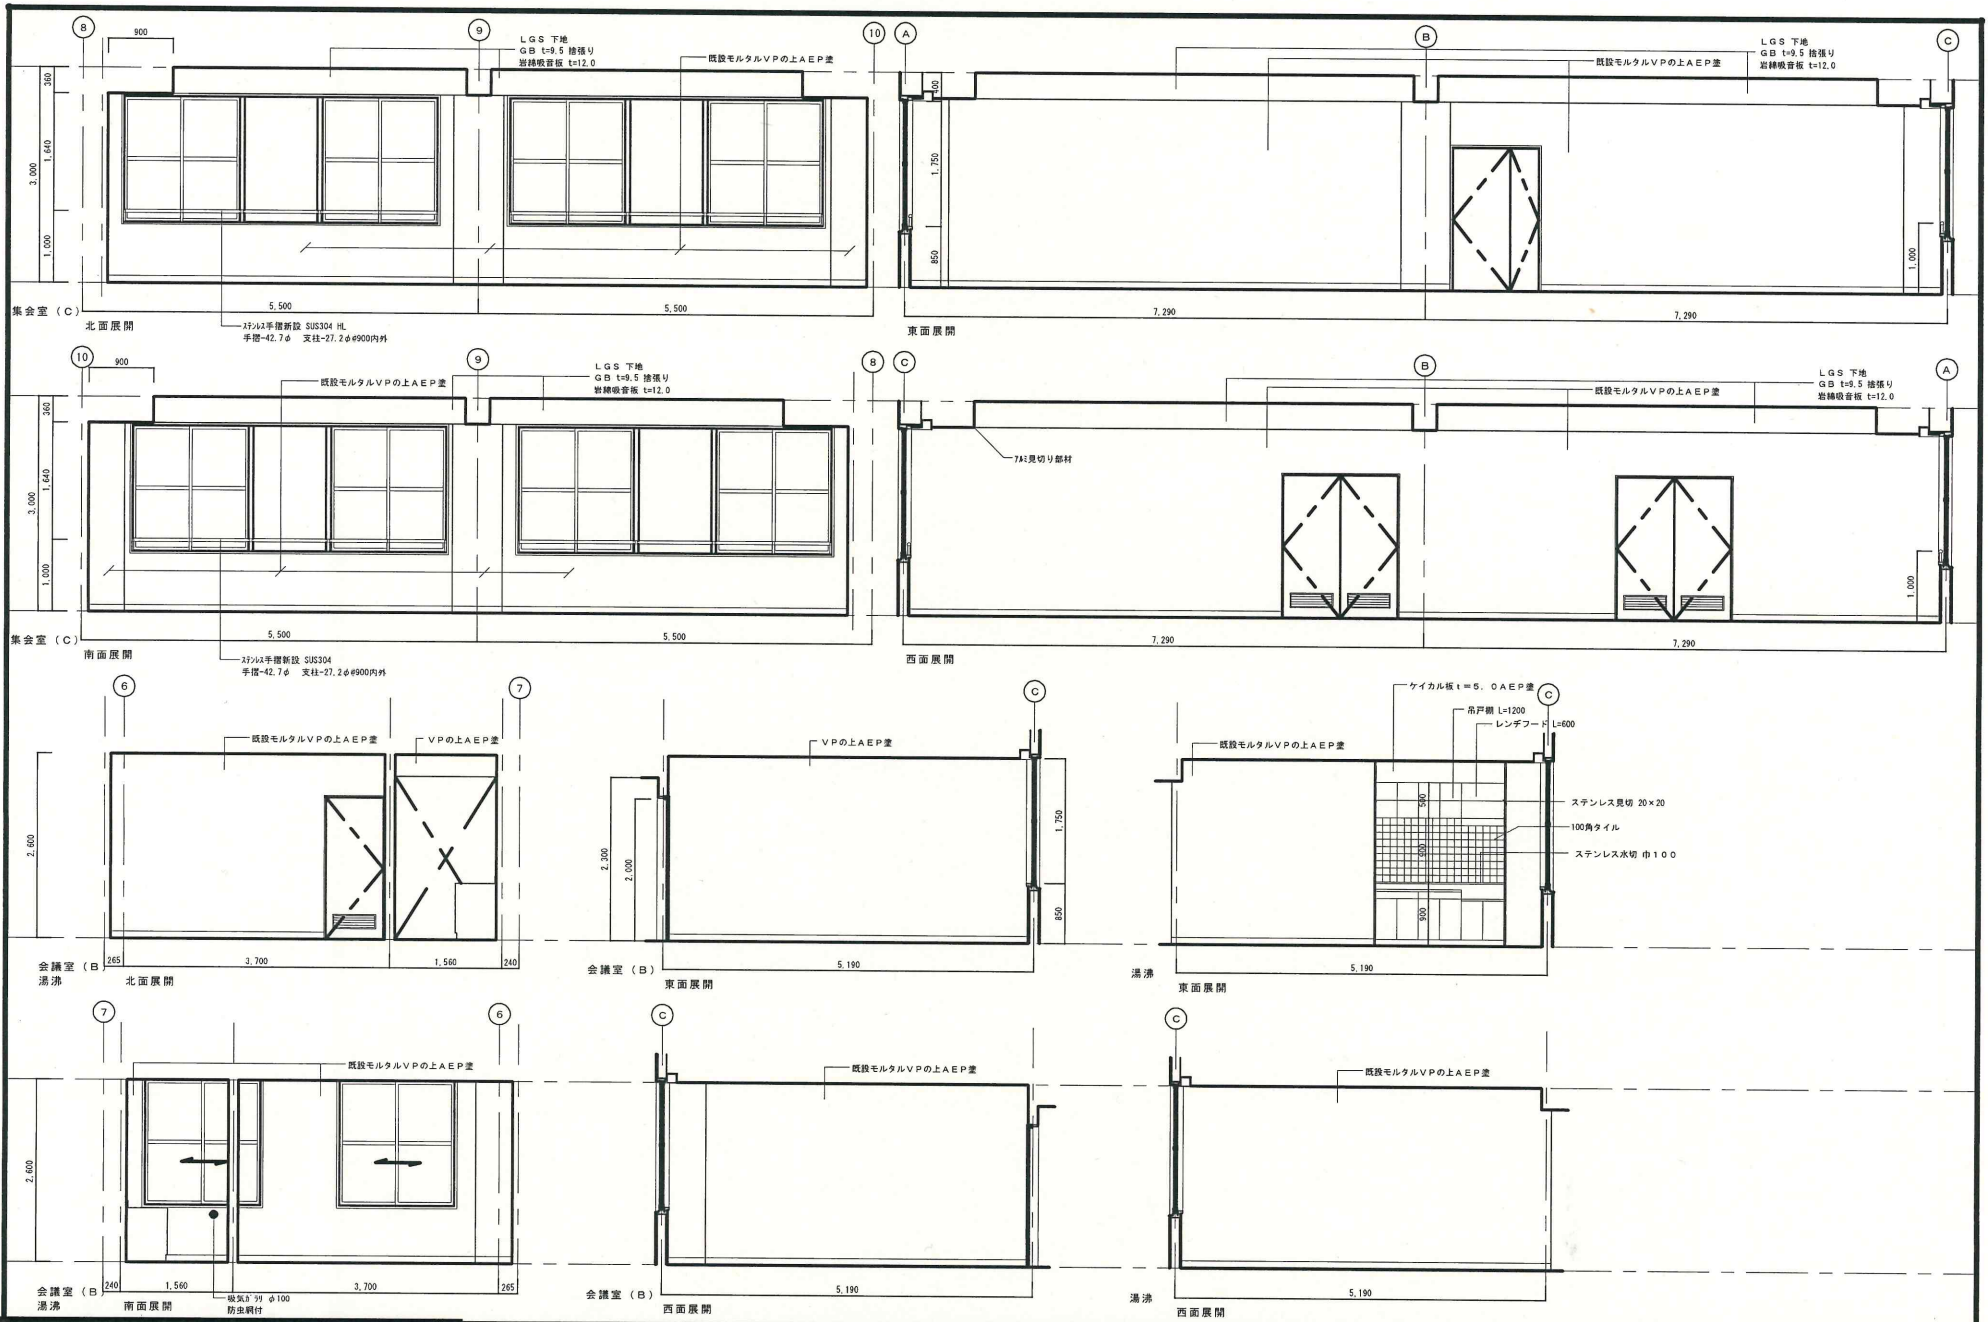 8
9
10
900
LGS 下地
GB t=9.5 捨張り
岩綿吸音板 t=12.0
既設モルタルVPの上AEP塗
360
1,640
3,000
1,000
5,500
5,500
集会室 (C)
北面展開
ステンレス手摺新設 SUS304 HL
手摺-42.7φ 支柱-27.2φ@900内外
A
B
C
LGS 下地
GB t=9.5 捨張り
岩綿吸音板 t=12.0
既設モルタルVPの上AEP塗
400
1,750
850
1,000
7,290
7,290
東面展開
10
9
8
900
LGS 下地
GB t=9.5 捨張り
岩綿吸音板 t=12.0
既設モルタルVPの上AEP塗
360
1,640
3,000
1,000
5,500
5,500
集会室 (C)
南面展開
ステンレス手摺新設 SUS304
手摺-42.7φ 支柱-27.2φ@900内外
C
B
A
LGS 下地
GB t=9.5 捨張り
岩綿吸音板 t=12.0
既設モルタルVPの上AEP塗
アルミ見切り部材
1,000
7,290
7,290
西面展開
6
7
既設モルタルVPの上AEP塗
VPの上AEP塗
2,600
265
3,700
1,560
240
会議室 (B)
湯沸
北面展開
C
VPの上AEP塗
2,300
2,000
1,750
850
5,190
会議室 (B)
東面展開
C
ケイカル板t=5.0AEP塗
吊戸棚 L=1200
レンチフード L=600
既設モルタルVPの上AEP塗
ステンレス見切 20×20
100角タイル
ステンレス水切 巾100
500
900
900
5,190
湯沸
東面展開
7
6
既設モルタルVPの上AEP塗
2,600
240
1,560
3,700
265
会議室 (B)
湯沸
南面展開
吸気ガラリ φ100
防虫網付
C
既設モルタルVPの上AEP塗
5,190
会議室 (B)
西面展開
C
既設モルタルVPの上AEP塗
5,190
湯沸
西面展開